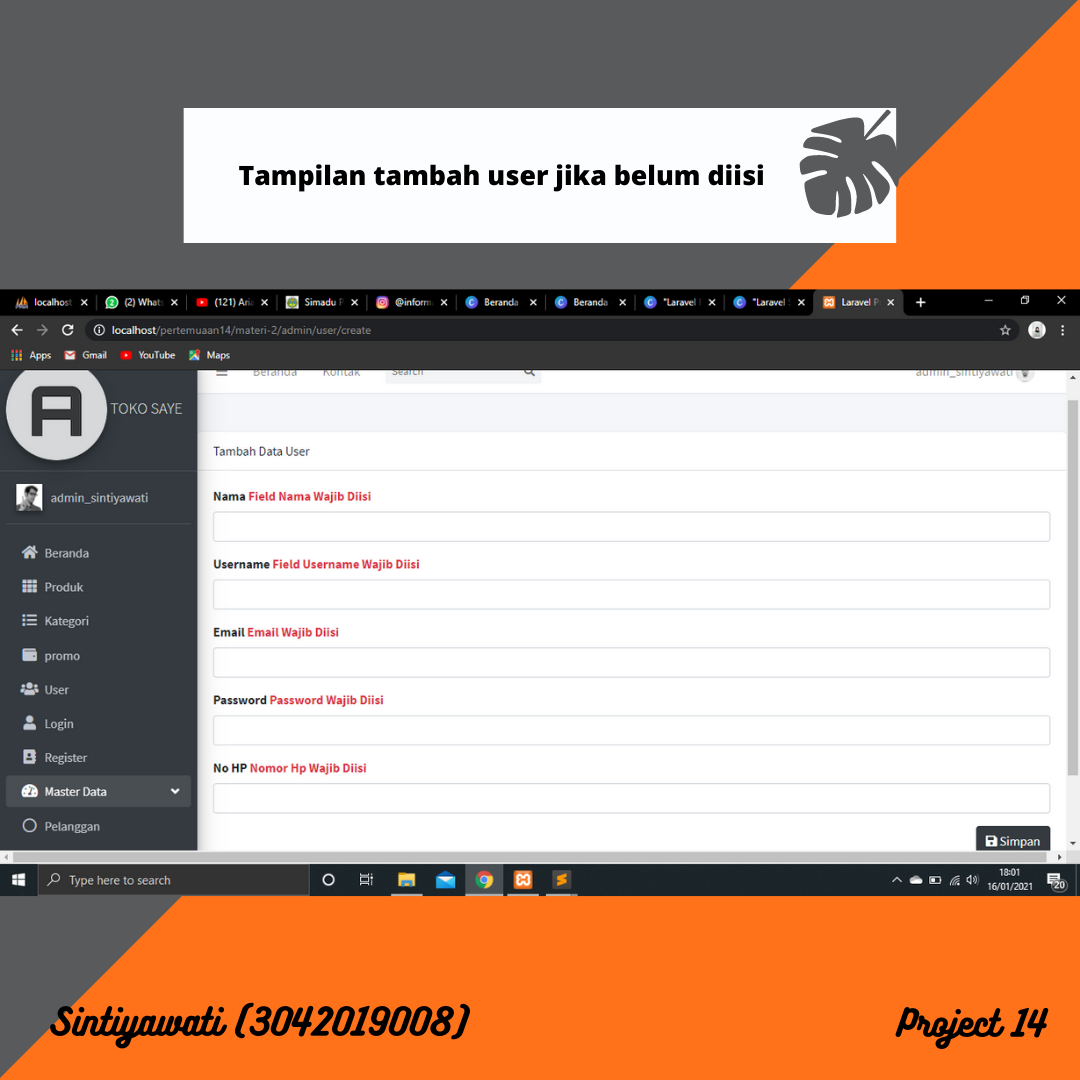 Tampilan tambah user jika belum diisi
localhost
(2) What
(121) Aria
Simadu P
@inform
Beranda
Beranda
"Laravel
"Laravel
Laravel P
localhost/pertemuaan14/materi-2/admin/user/create
Apps Gmail YouTube Maps
Beranda Kontak Search admin_sintiyawati
TOKO SAYE
Tambah Data User
admin_sintiyawati
Beranda
Produk
Kategori
promo
User
Login
Register
Master Data
Pelanggan
Nama Field Nama Wajib Diisi
Username Field Username Wajib Diisi
Email Email Wajib Diisi
Password Password Wajib Diisi
No HP Nomor Hp Wajib Diisi
Simpan
Type here to search
18:01
16/01/2021
20
Sintiyawati (3042019008)
Project 14